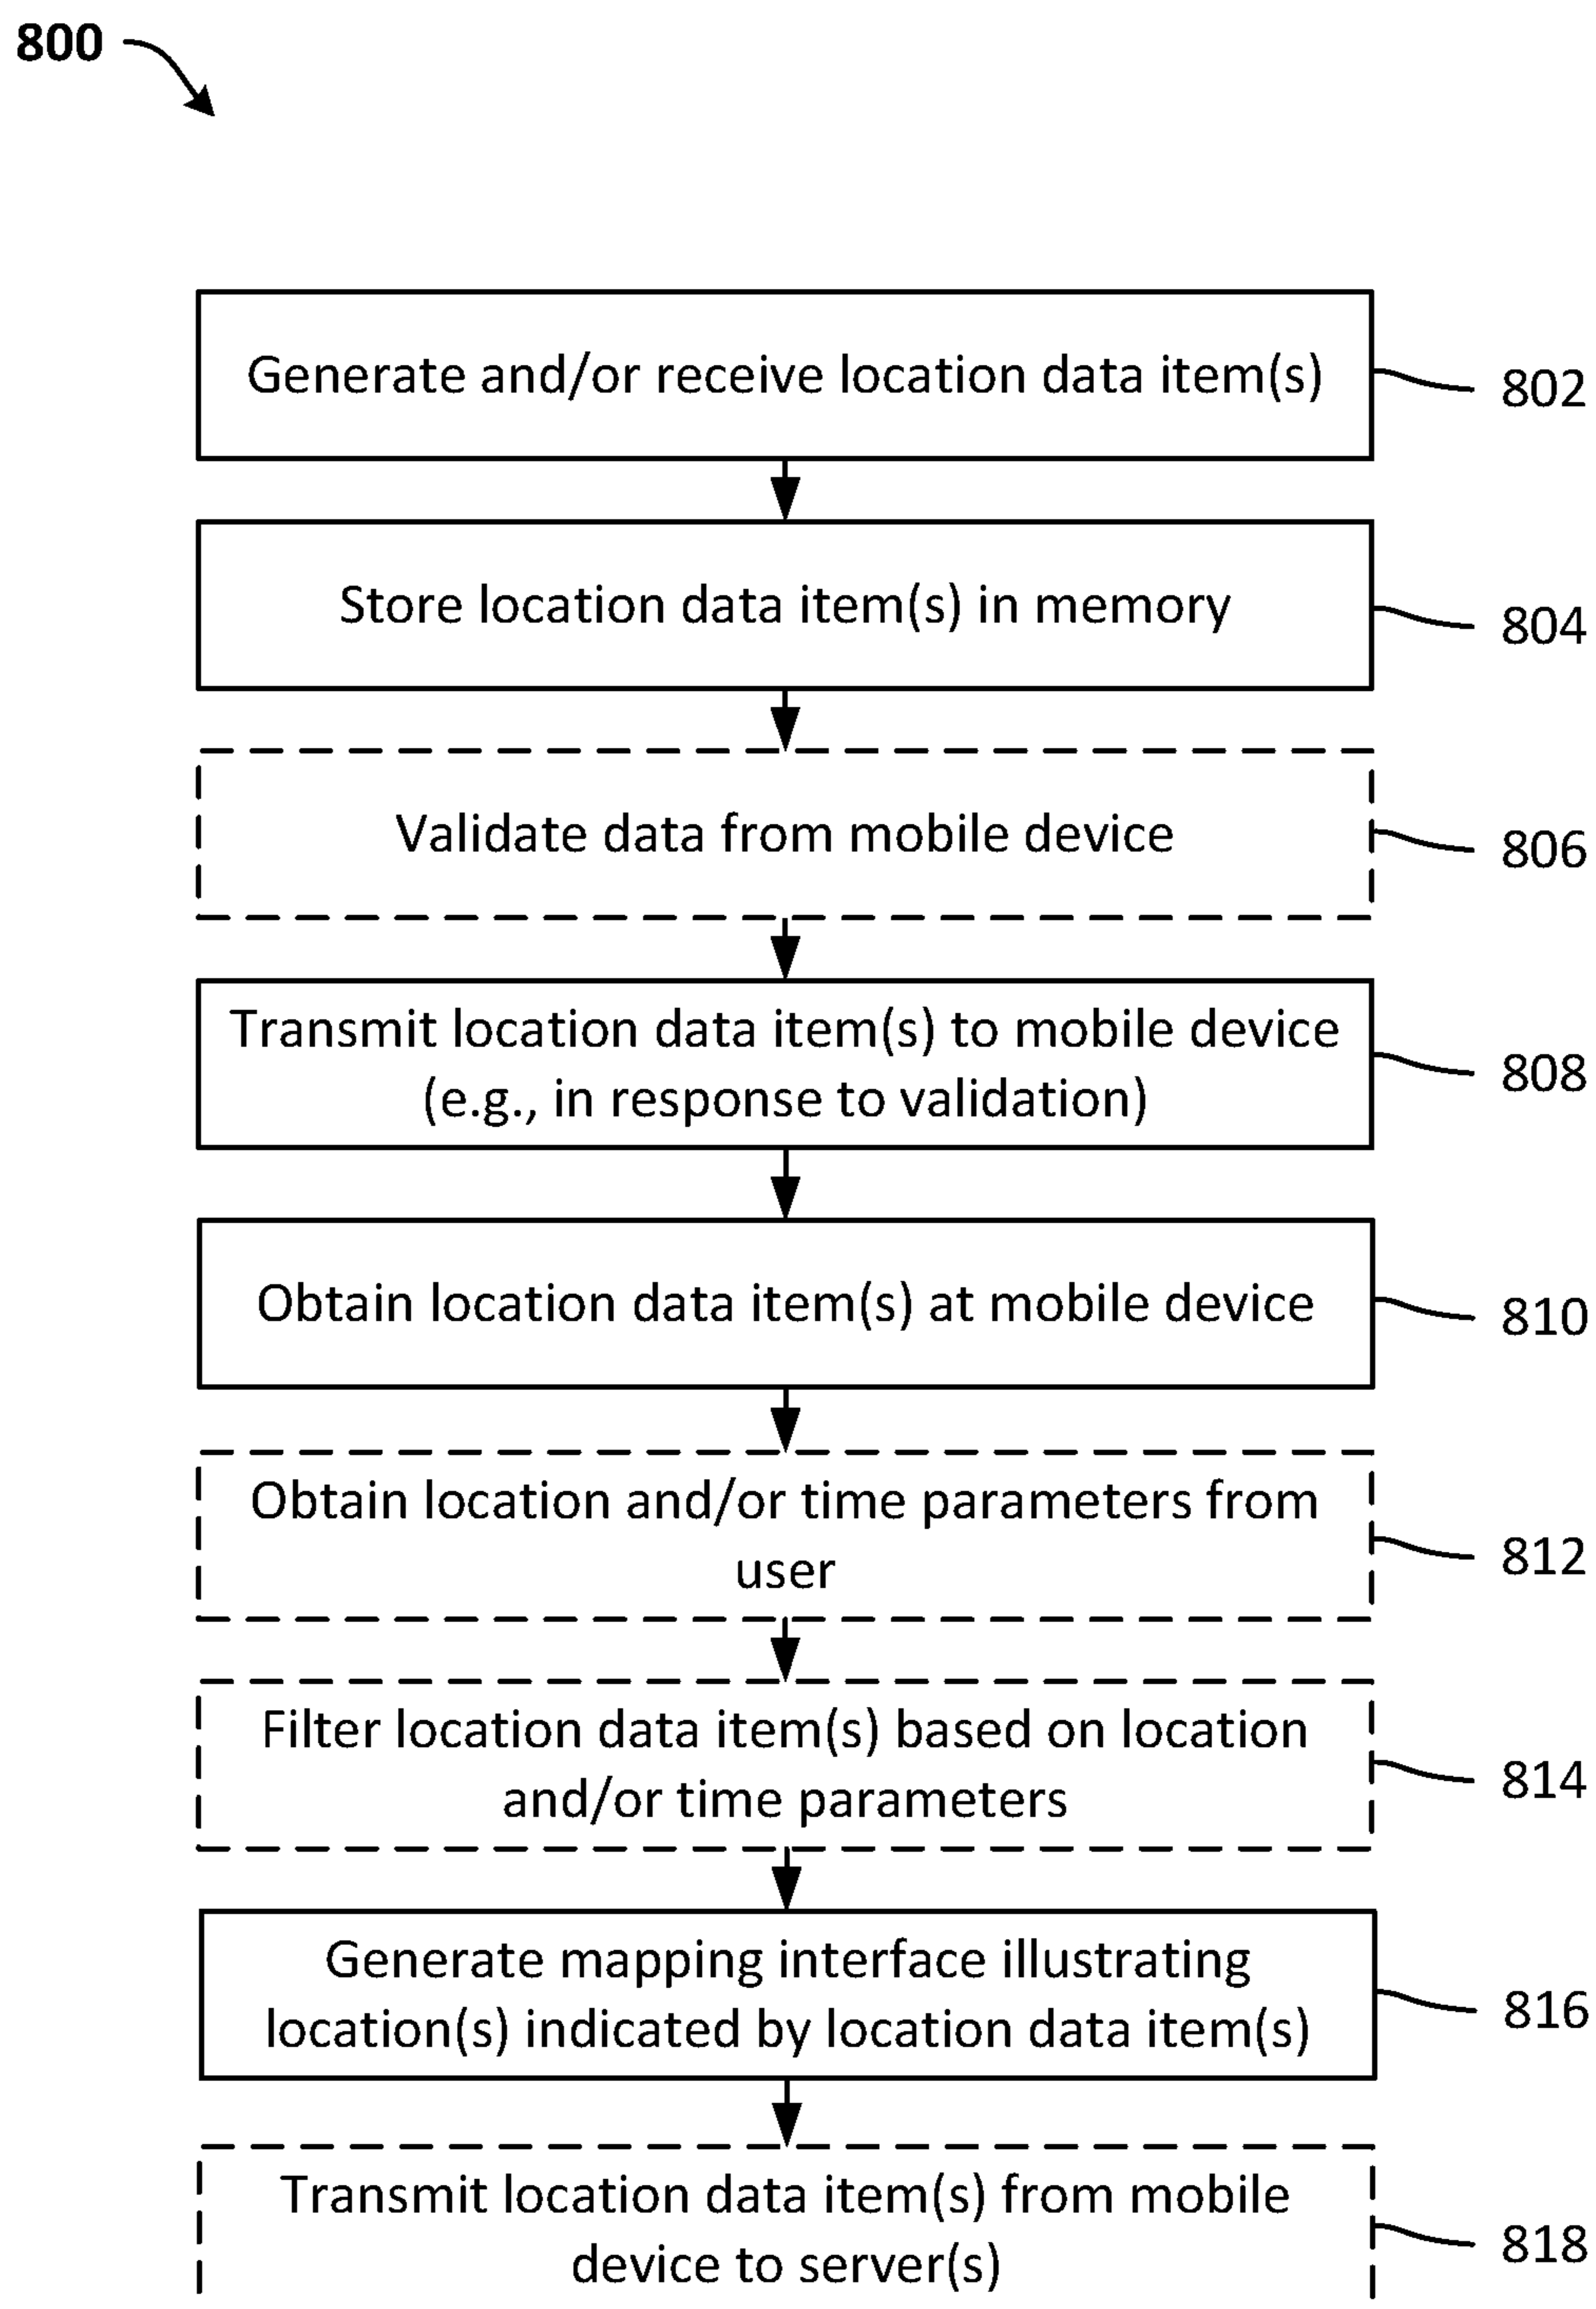 800
Generate and/or receive location data item(s)
802
Store location data item(s) in memory
804
Validate data from mobile device
806
Transmit location data item(s) to mobile device
(e.g., in response to validation)
808
Obtain location data item(s) at mobile device
810
Obtain location and/or time parameters from
user
812
Filter location data item(s) based on location
and/or time parameters
814
Generate mapping interface illustrating
location(s) indicated by location data item(s)
816
Transmit location data item(s) from mobile
device to server(s)
818